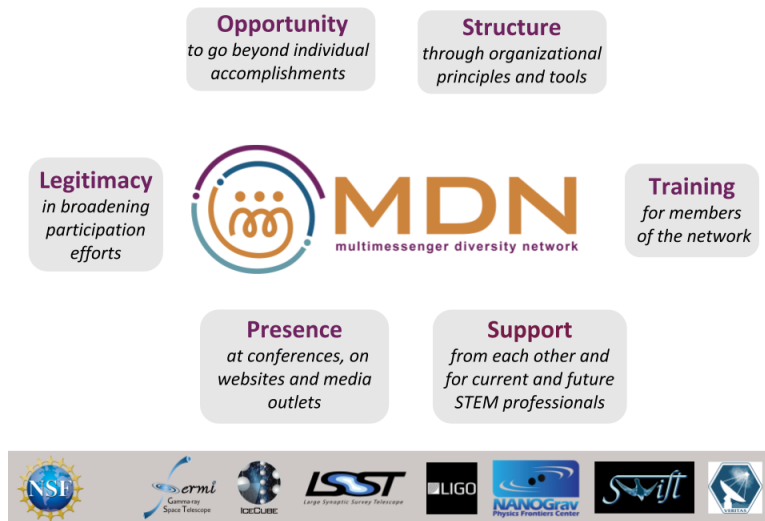 Opportunity
to go beyond individual
accomplishments
Structure
through organizational
principles and tools
Legitimacy
in broadening
participation
efforts
MDN
multimessenger diversity network
Training
for members
of the network
Presence
at conferences, on
websites and media
outlets
Support
from each other and
for current and future
STEM professionals
NSF
Fermi
Gamma-ray
Space Telescope
ICECUBE
LSST
Large Synoptic Survey Telescope
LIGO
NANOGrav
Physics Frontiers Center
Swift
VERITAS